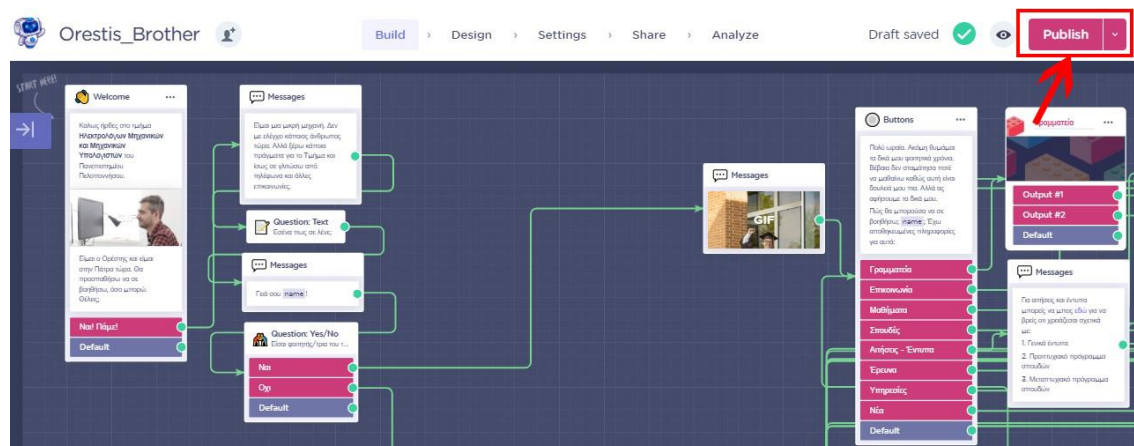 Orestis_Brother
Build
Design
Settings
Share
Analyze
Draft saved
Publish
START HERE!
Welcome
Καλως ήρθες στο τμήμα
Ηλεκτρολόγων Μηχανικών
και Μηχανικών
Υπολογιστών του
Πανεπιστημίου
Πελοποννήσου.
Είμαι ο Ορέστης και είμαι
στην Πάτρα τώρα. Θα
προσπαθήσω να σε
βοηθήσω, όσο μπορώ.
Θέλεις;
Ναι! Πάμε!
Default
Messages
Είμαι μια μικρή μηχανή. Δεν
με ελέγχει κάποιος άνθρωπος
τώρα. Αλλά ξέρω κάποια
πράγματα για το Τμήμα και
ίσως σε γλιτώσω από
τηλέφωνα και άλλες
επικοινωνίες.
Question: Text
Εσένα πως σε λένε;
Messages
Γειά σου name !
Question: Yes/No
Είσαι φοιτητής/τρια του τ...
Ναι
Όχι
Default
Messages
GIF
Buttons
Πολύ ωραία. Ακόμη θυμάμαι
τα δικά μου φοιτητικά χρόνια.
Βέβαια δεν σταμάτησα ποτέ
να μαθαίνω καθώς αυτή είναι
δουλειά μου πια. Αλλά ας
αφήσουμε τα δικά μου.
Πώς θα μπορούσα να σε
βοηθήσω; name ; Έχω
αποθηκευμένες πληροφορίες
για αυτά:
Γραμματεία
Επικοινωνία
Μαθήματα
Σπουδές
Αιτήσεις - Έντυπα
Έρευνα
Υπηρεσίες
Νέα
Default
Γραμματεία
Output #1
Output #2
Default
Messages
Για αιτήσεις και έντυπα
μπορείς να μπεις εδώ για να
βρείς οτι χρειάζεσαι σχετικά
με:
1. Γενικά έντυπα
2. Προπτυχιακό πρόγραμμα
σπουδών
3. Μεταπτυχιακό πρόγραμμα
σπουδών